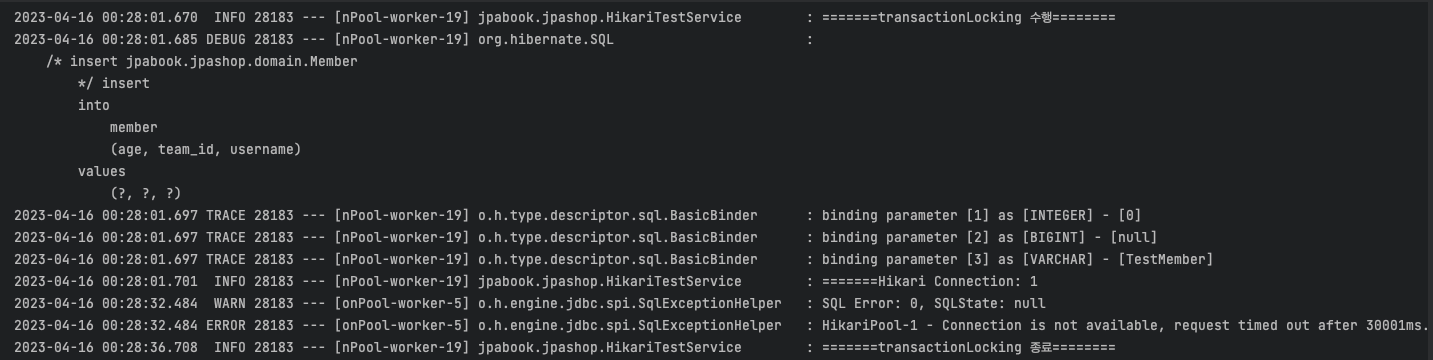 2023-04-16 00:28:01.670  INFO 28183 --- [nPool-worker-19] jpabook.jpashop.HikariTestService        : =======transactionLocking 수행========
2023-04-16 00:28:01.685 DEBUG 28183 --- [nPool-worker-19] org.hibernate.SQL                        :
    /* insert jpabook.jpashop.domain.Member
        */ insert
        into
            member
            (age, team_id, username)
        values
            (?, ?, ?)
2023-04-16 00:28:01.697 TRACE 28183 --- [nPool-worker-19] o.h.type.descriptor.sql.BasicBinder      : binding parameter [1] as [INTEGER] - [0]
2023-04-16 00:28:01.697 TRACE 28183 --- [nPool-worker-19] o.h.type.descriptor.sql.BasicBinder      : binding parameter [2] as [BIGINT] - [null]
2023-04-16 00:28:01.697 TRACE 28183 --- [nPool-worker-19] o.h.type.descriptor.sql.BasicBinder      : binding parameter [3] as [VARCHAR] - [TestMember]
2023-04-16 00:28:01.701  INFO 28183 --- [nPool-worker-19] jpabook.jpashop.HikariTestService        : =======Hikari Connection: 1
2023-04-16 00:28:32.484  WARN 28183 --- [onPool-worker-5] o.h.engine.jdbc.spi.SqlExceptionHelper   : SQL Error: 0, SQLState: null
2023-04-16 00:28:32.484 ERROR 28183 --- [onPool-worker-5] o.h.engine.jdbc.spi.SqlExceptionHelper   : HikariPool-1 - Connection is not available, request timed out after 30001ms.
2023-04-16 00:28:36.708  INFO 28183 --- [nPool-worker-19] jpabook.jpashop.HikariTestService        : =======transactionLocking 종료========